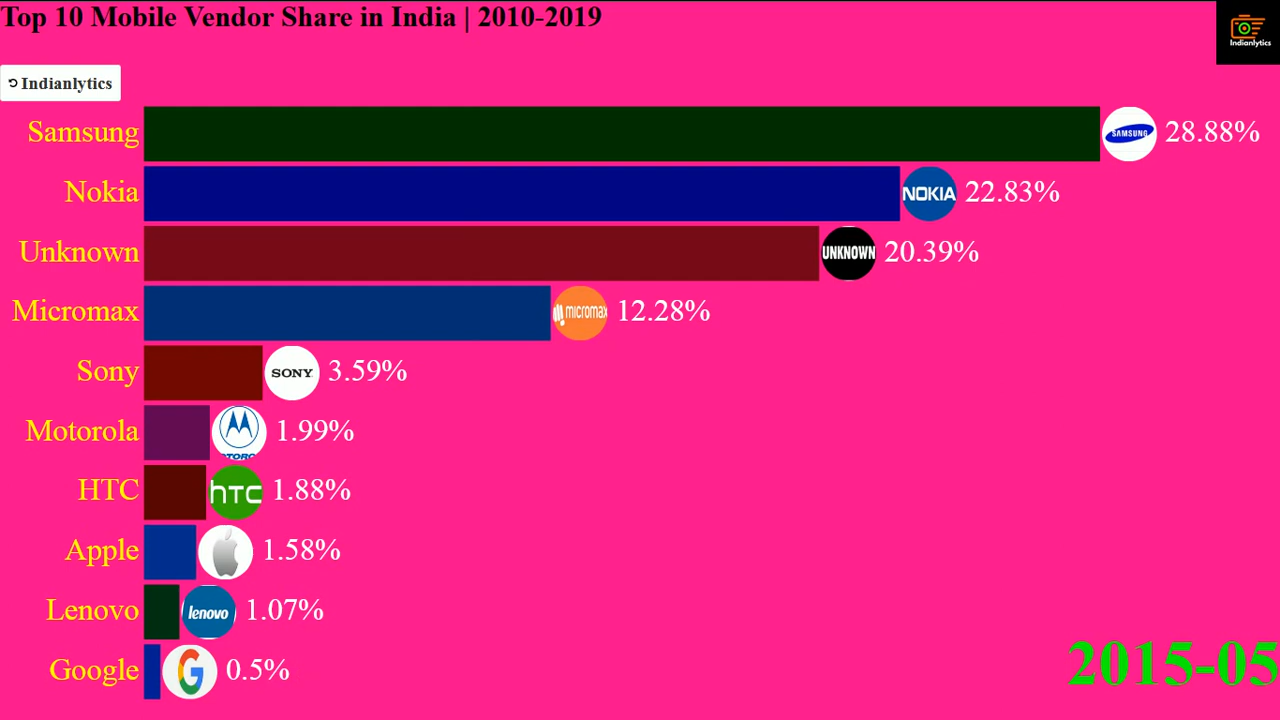 Top 10 Mobile Vendor Share in India | 2010-2019
Indianlytics
Indianlytics
Samsung SAMSUNG 28.88%
Nokia NOKIA 22.83%
Unknown UNKNOWN 20.39%
Micromax micromax 12.28%
Sony SONY 3.59%
Motorola 1.99%
HTC hTC 1.88%
Apple 1.58%
Lenovo lenovo 1.07%
Google G 0.5%
2015-05